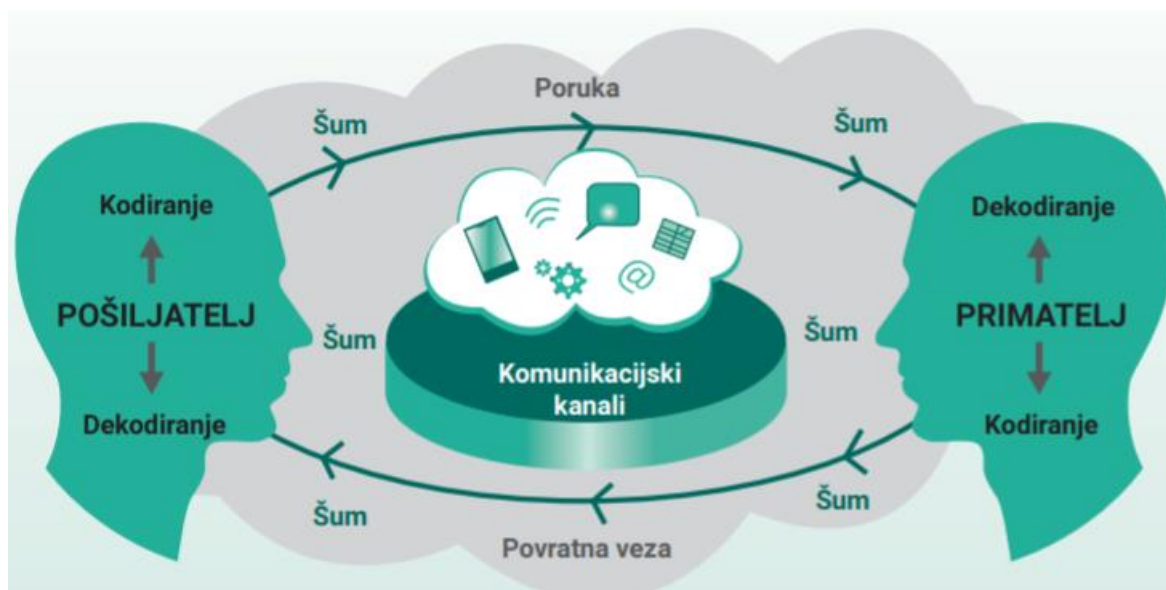 Poruka
Šum
Šum
Kodiranje
Dekodiranje
POŠILJATELJ
PRIMATELJ
Šum
Šum
Komunikacijski
kanali
Dekodiranje
Kodiranje
Šum
Šum
Povratna veza
@